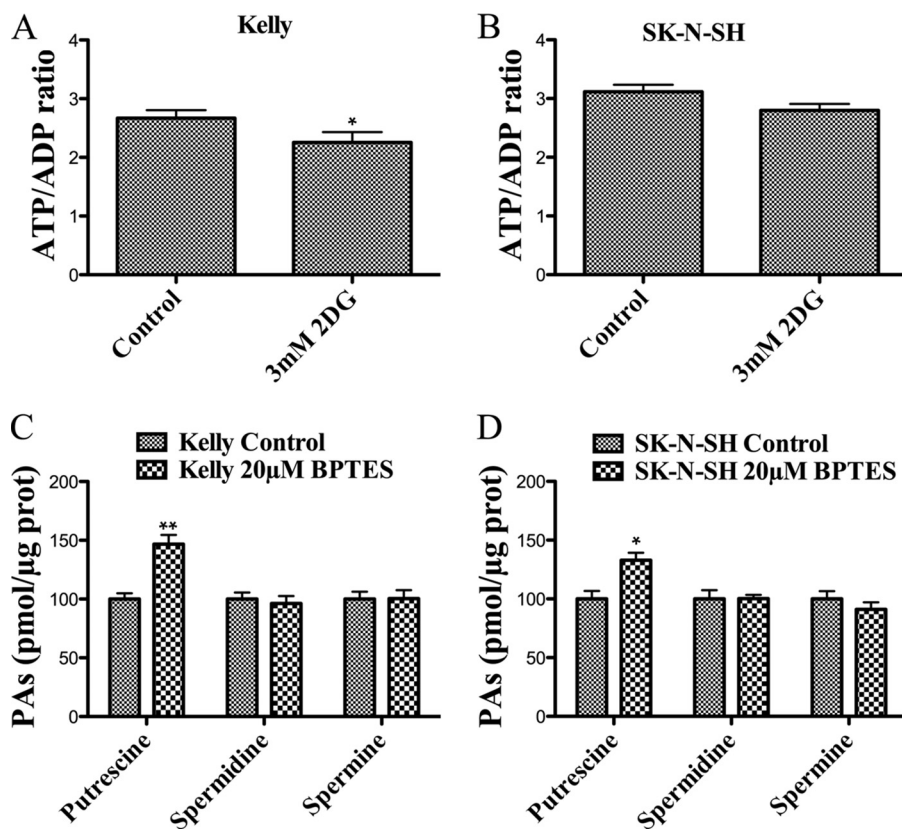 A
Kelly
ATP/ADP ratio
4
3
2
1
0
*
Control
3mM 2DG
B
SK-N-SH
ATP/ADP ratio
4
3
2
1
0
Control
3mM 2DG
C
Kelly Control
Kelly 20µM BPTES
PAs (pmol/µg prot)
200
150
100
50
0
**
Putrescine
Spermidine
Spermine
D
SK-N-SH Control
SK-N-SH 20µM BPTES
PAs (pmol/µg prot)
200
150
100
50
0
*
Putrescine
Spermidine
Spermine